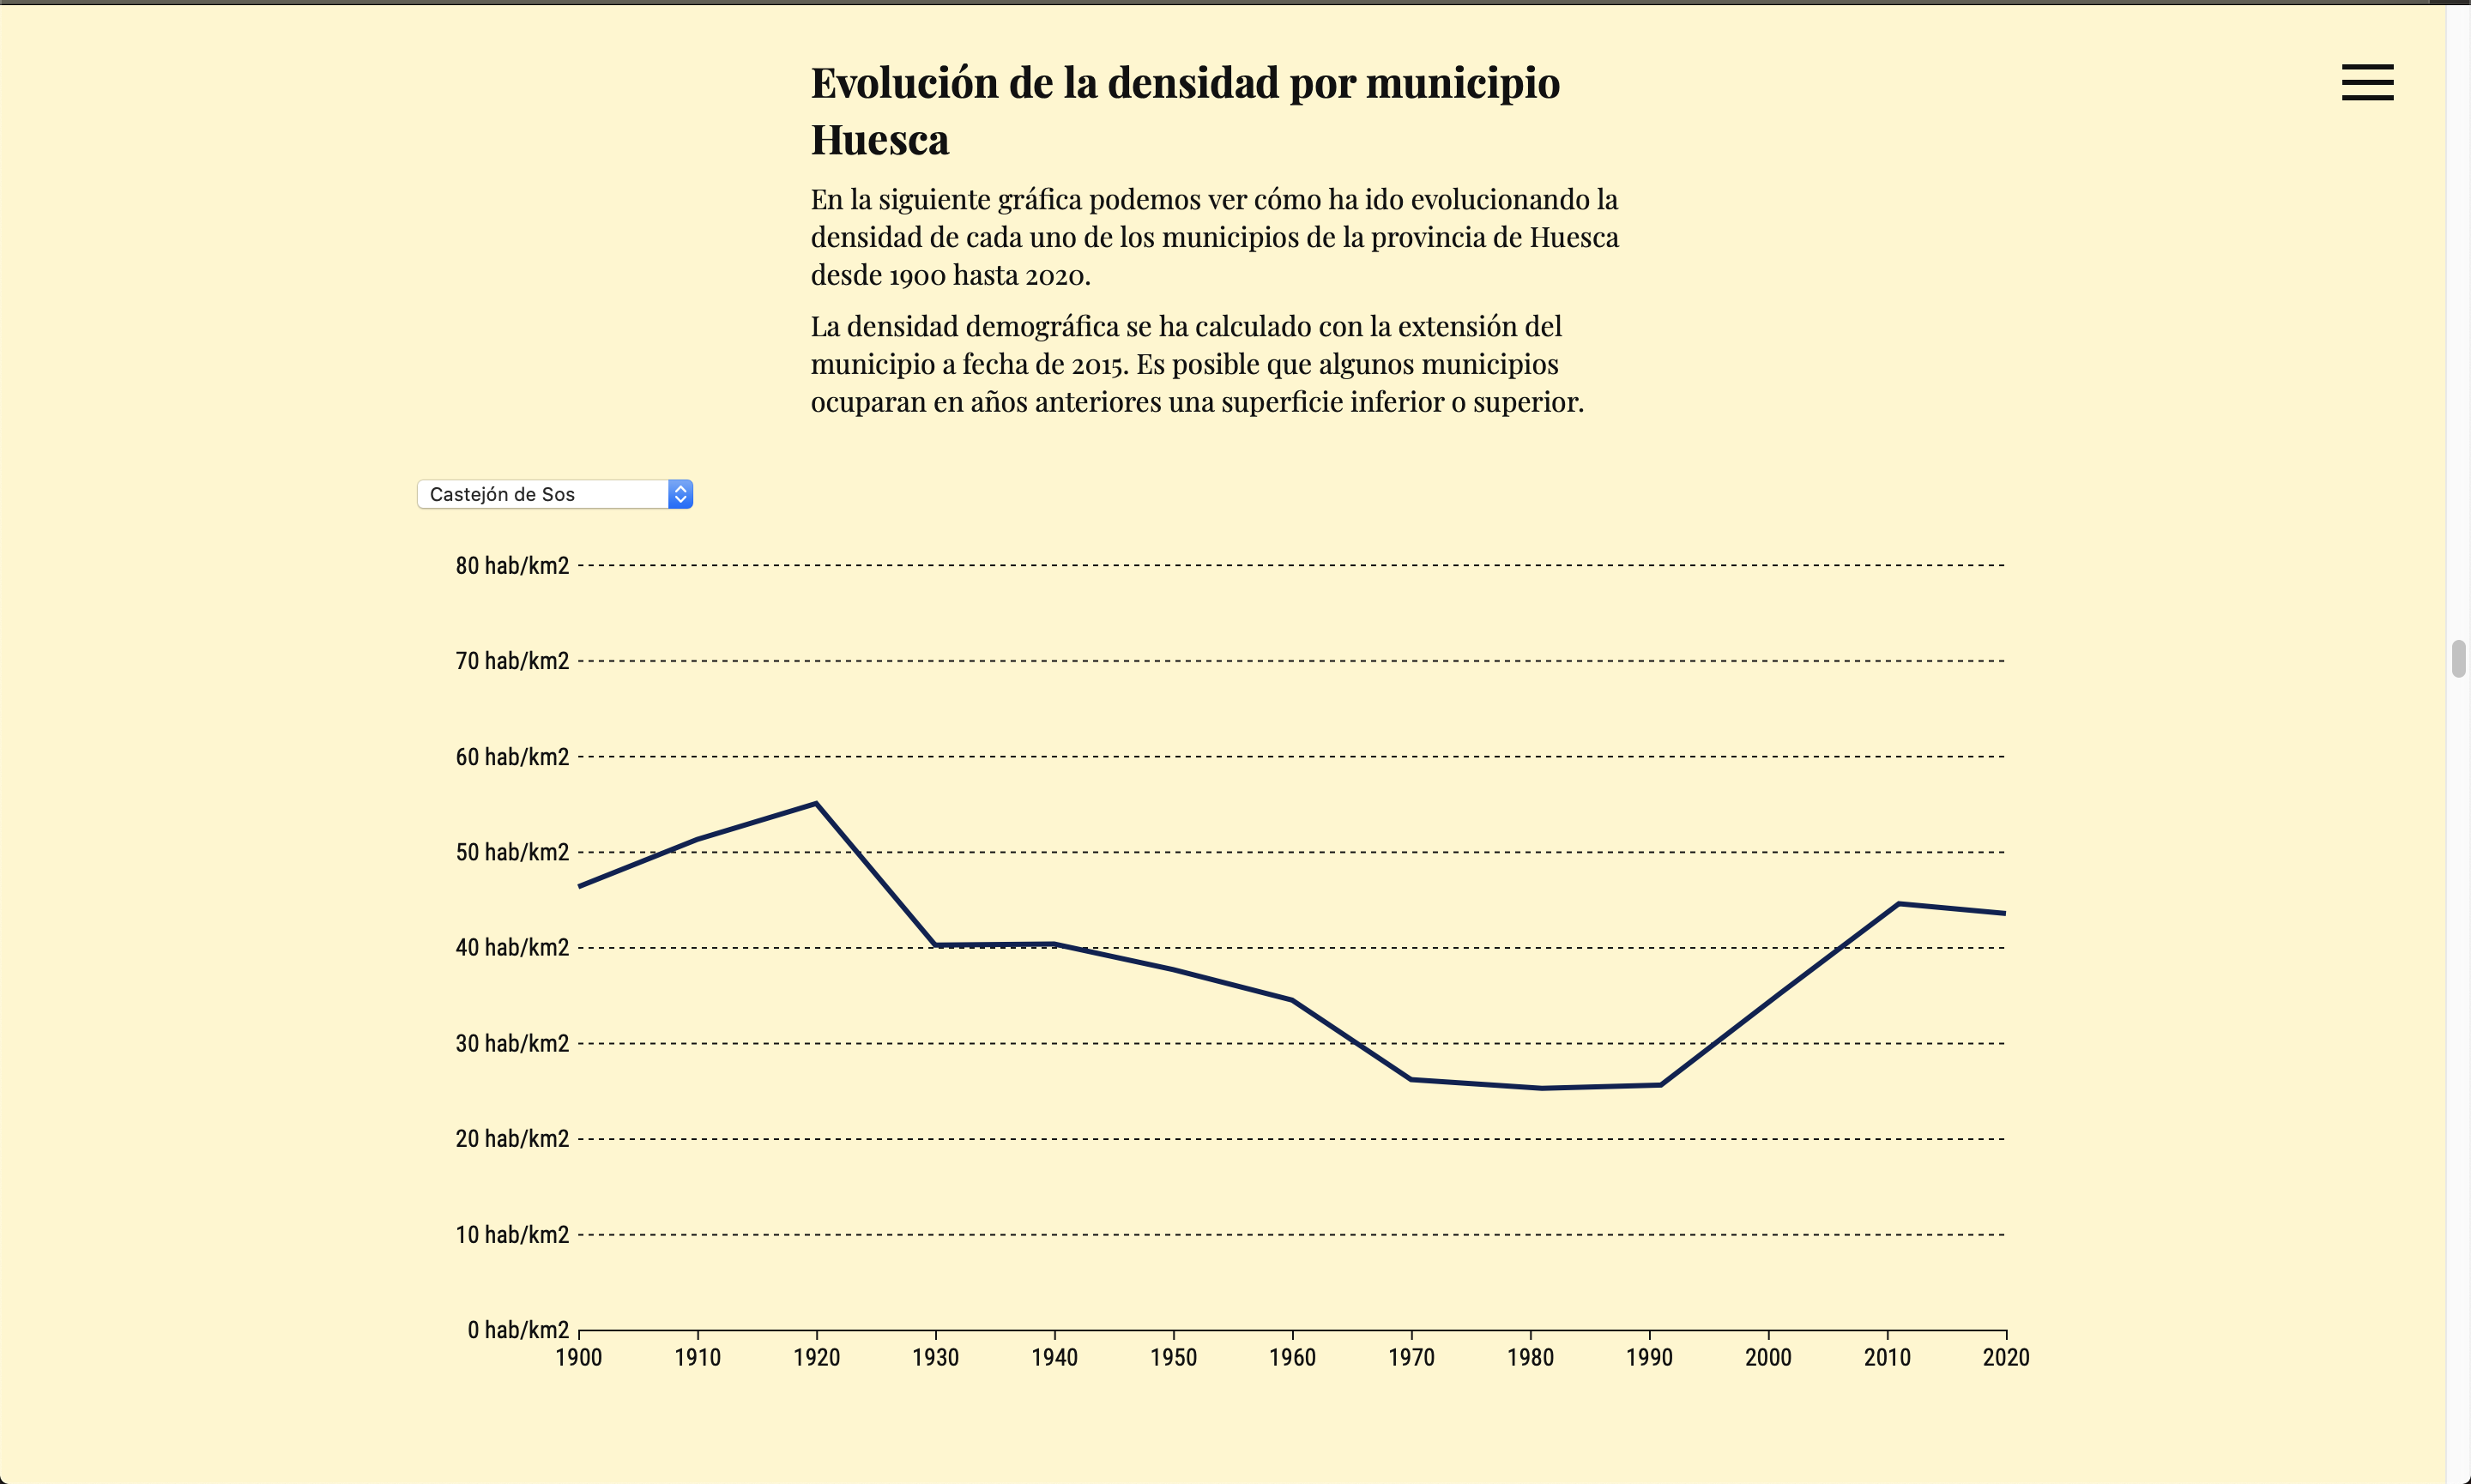 Evolución de la densidad por municipio
Huesca
En la siguiente gráfica podemos ver cómo ha ido evolucionando la
densidad de cada uno de los municipios de la provincia de Huesca
desde 1900 hasta 2020.
La densidad demográfica se ha calculado con la extensión del
municipio a fecha de 2015. Es posible que algunos municipios
ocuparan en años anteriores una superficie inferior o superior.
Castejón de Sos
80 hab/km2
70 hab/km2
60 hab/km2
50 hab/km2
40 hab/km2
30 hab/km2
20 hab/km2
10 hab/km2
0 hab/km2
1900 1910 1920 1930 1940 1950 1960 1970 1980 1990 2000 2010 2020